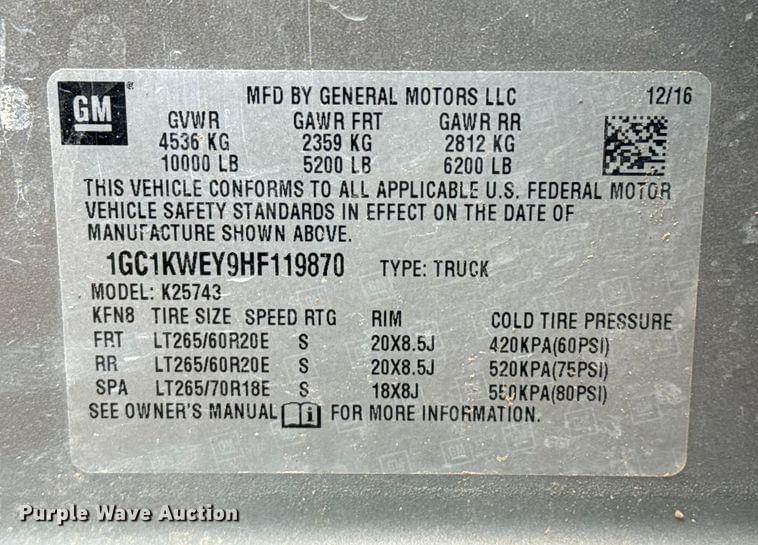 GM
MFD BY GENERAL MOTORS LLC 12/16
GVWR GAWR FRT GAWR RR
4536 KG 2359 KG 2812 KG
10000 LB 5200 LB 6200 LB
THIS VEHICLE CONFORMS TO ALL APPLICABLE U.S. FEDERAL MOTOR
VEHICLE SAFETY STANDARDS IN EFFECT ON THE DATE OF
MANUFACTURE SHOWN ABOVE.
1GC1KWEY9HF119870 TYPE: TRUCK
MODEL: K25743
KFN8 TIRE SIZE SPEED RTG RIM COLD TIRE PRESSURE
FRT LT265/60R20E S 20X8.5J 420KPA(60PSI)
RR LT265/60R20E S 20X8.5J 520KPA(75PSI)
SPA LT265/70R18E S 18X8J 550KPA(80PSI)
SEE OWNER'S MANUAL i FOR MORE INFORMATION.
Purple Wave Auction